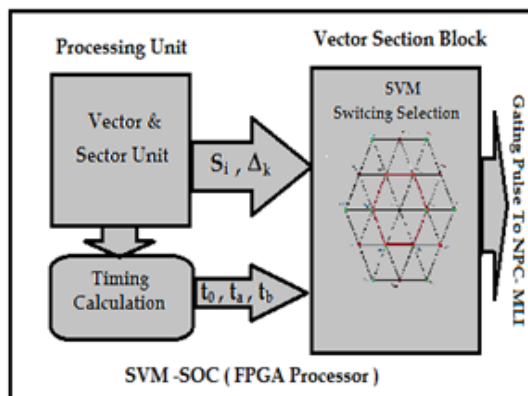 Processing Unit
Vector Section Block
Vector &
Sector Unit
Sᵢ , Δₖ
SVM
Switcing Selection
Timing
Calculation
t₀ , tₐ , t_b
Gating Pulse To NPC- MLI
SVM -SOC ( FPGA Processor )